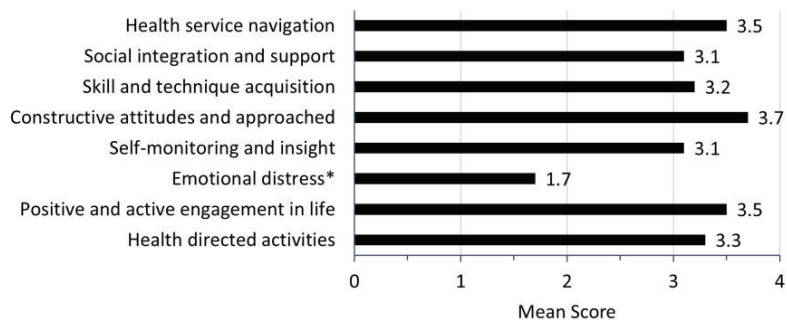 Health service navigation 3.5
Social integration and support 3.1
Skill and technique acquisition 3.2
Constructive attitudes and approached 3.7
Self-monitoring and insight 3.1
Emotional distress* 1.7
Positive and active engagement in life 3.5
Health directed activities 3.3
0 1 2 3 4
Mean Score